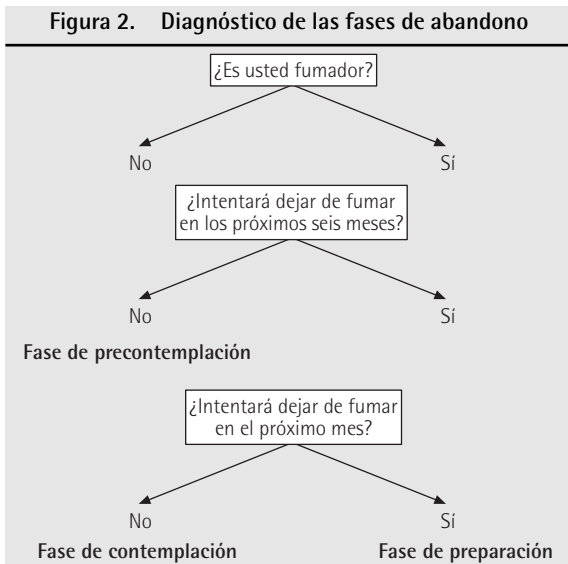 Figura 2. Diagnóstico de las fases de abandono
¿Es usted fumador?
No Sí
¿Intentará dejar de fumar
en los próximos seis meses?
No Sí
Fase de precontemplación
¿Intentará dejar de fumar
en el próximo mes?
No Sí
Fase de contemplación Fase de preparación